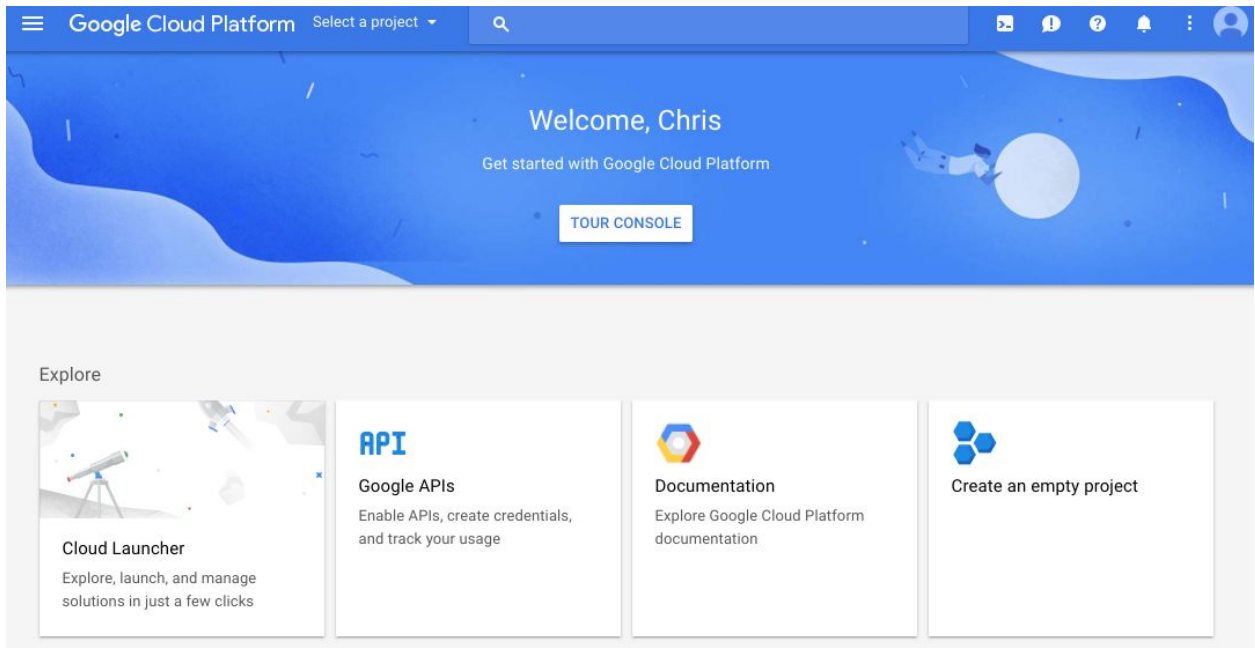 Google Cloud Platform Select a project
Welcome, Chris
Get started with Google Cloud Platform
TOUR CONSOLE
Explore
Cloud Launcher
Explore, launch, and manage
solutions in just a few clicks
API
Google APIs
Enable APIs, create credentials,
and track your usage
Documentation
Explore Google Cloud Platform
documentation
Create an empty project